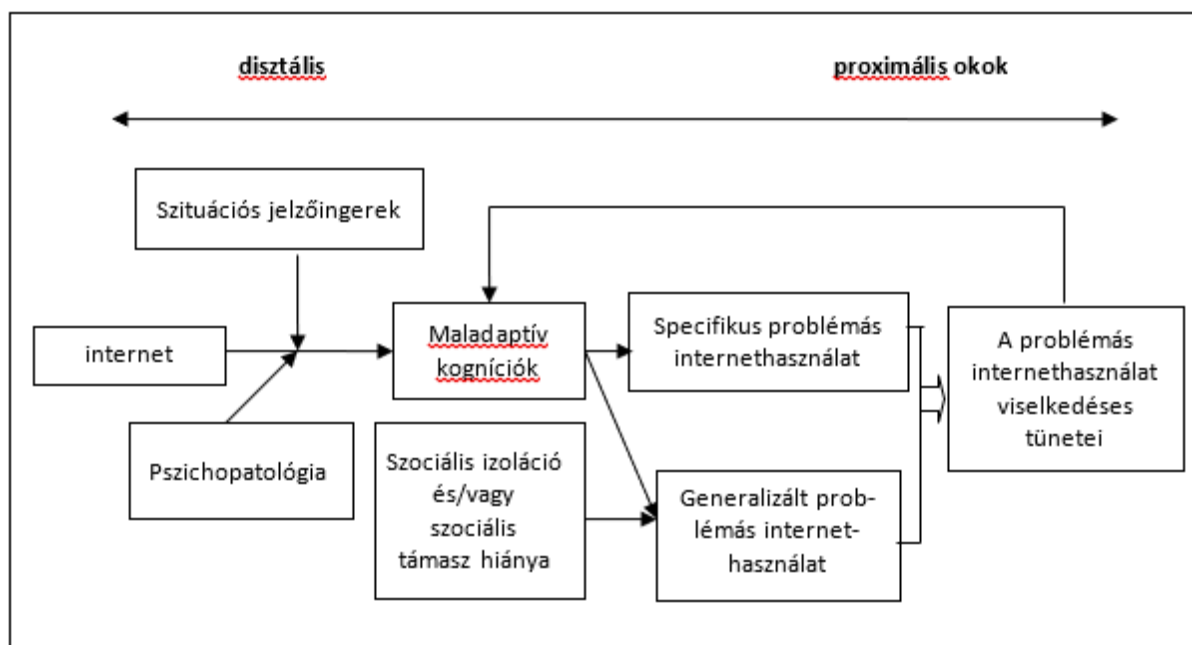 disztális
proximális okok
Szituációs jelzőingerek
internet
Pszichopatológia
Maladaptív
kogníciók
Szociális izoláció
és/vagy
szociális
támasz hiánya
Specifikus problémás
internethasználat
Generalizált prob-
lémás internet-
használat
A problémás
internethasználat
viselkedéses
tünetei